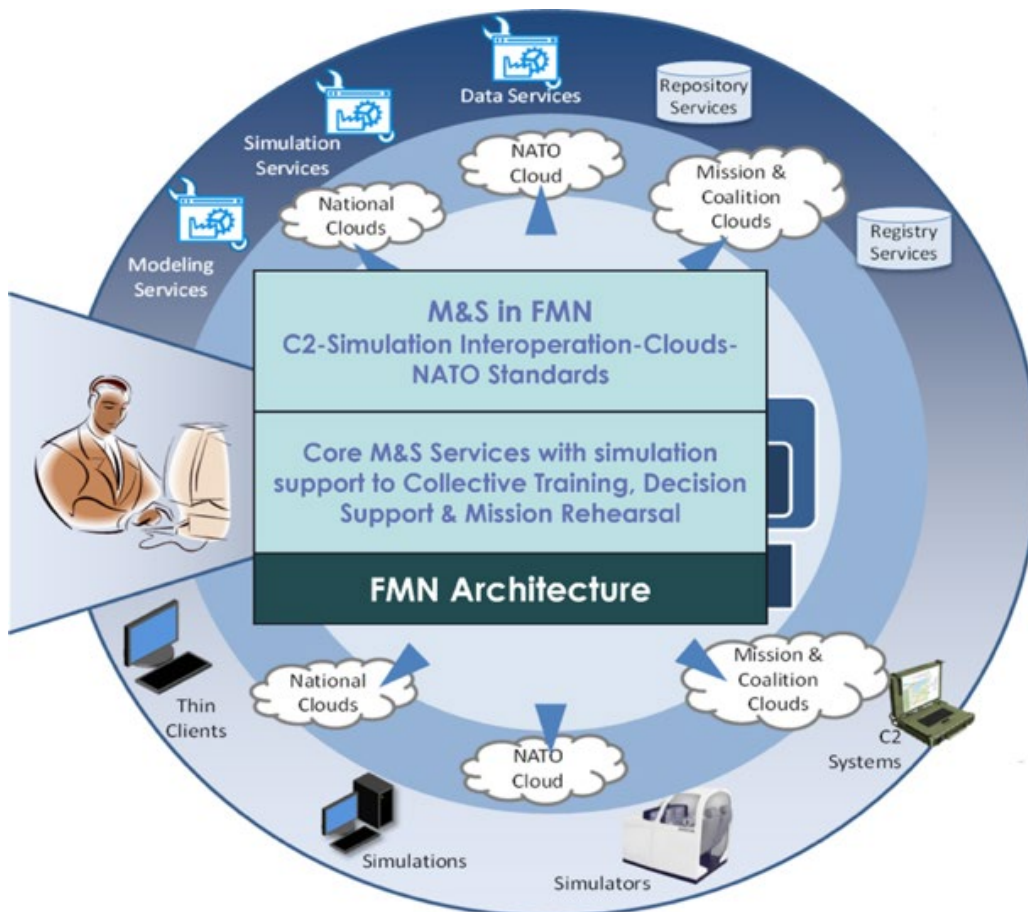 Data Services
Repository
Services
Simulation
Services
NATO
Cloud
Mission &
Coalition
Clouds
National
Clouds
Registry
Services
Modeling
Services
M&S in FMN
C2-Simulation Interoperation-Clouds-
NATO Standards
Core M&S Services with simulation
support to Collective Training, Decision
Support & Mission Rehearsal
FMN Architecture
Thin
Clients
National
Clouds
Mission &
Coalition
Clouds
C2
Systems
NATO
Cloud
Simulations
Simulators